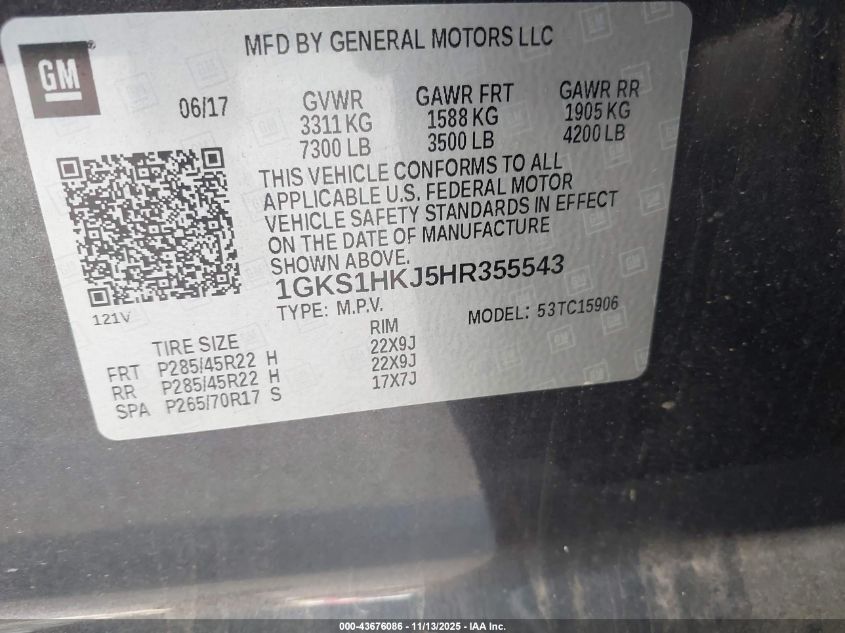 MFD BY GENERAL MOTORS LLC
GM
06/17
GVWR GAWR FRT GAWR RR
3311 KG 1588 KG 1905 KG
7300 LB 3500 LB 4200 LB
THIS VEHICLE CONFORMS TO ALL
APPLICABLE U.S. FEDERAL MOTOR
VEHICLE SAFETY STANDARDS IN EFFECT
ON THE DATE OF MANUFACTURE
SHOWN ABOVE.
1GKS1HKJ5HR355543
121V
TYPE: M.P.V. MODEL: 53TC15906
TIRE SIZE RIM
FRT P285/45R22 H 22X9J
RR P285/45R22 H 22X9J
SPA P265/70R17 S 17X7J
000-43676086 - 11/13/2025 - IAA Inc.